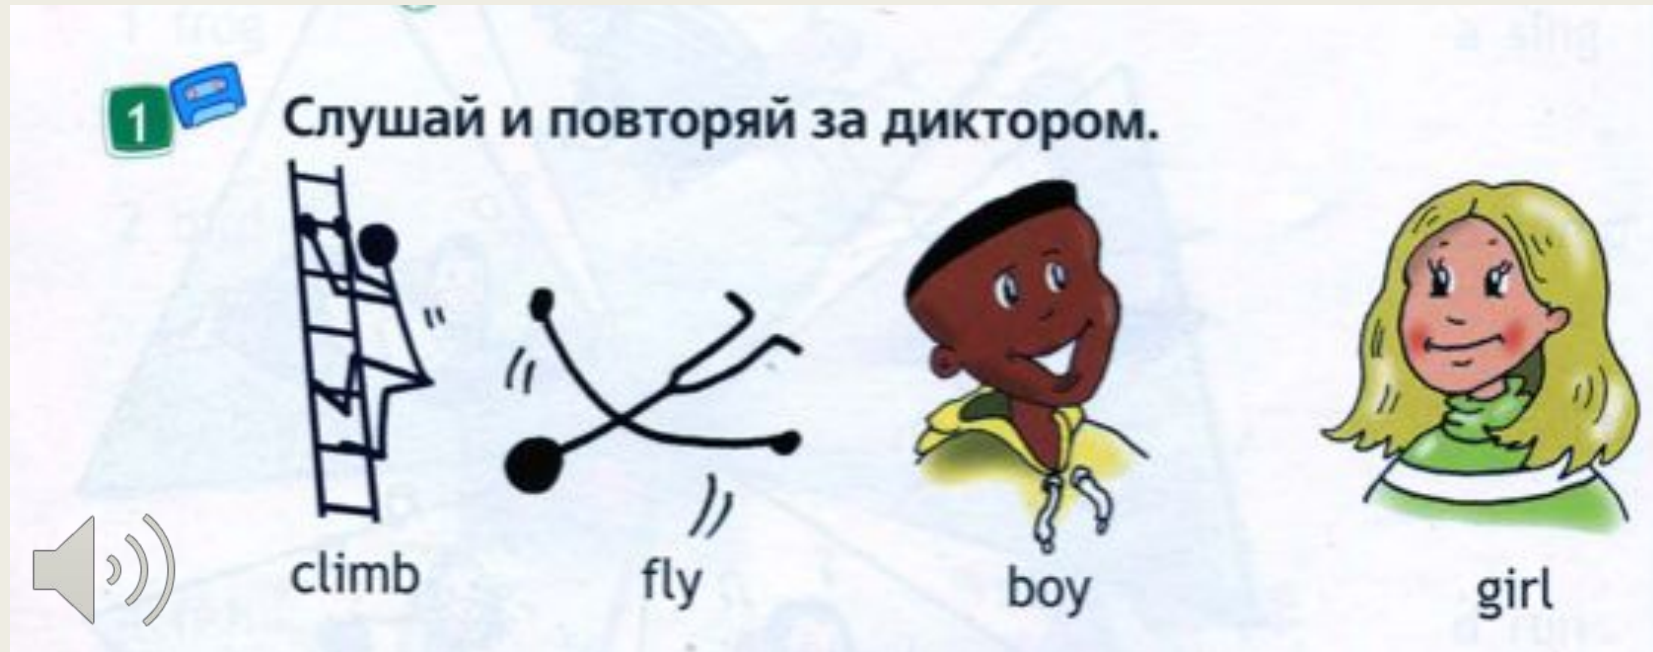 1 Слушай и повторяй за диктором.
climb fly boy girl